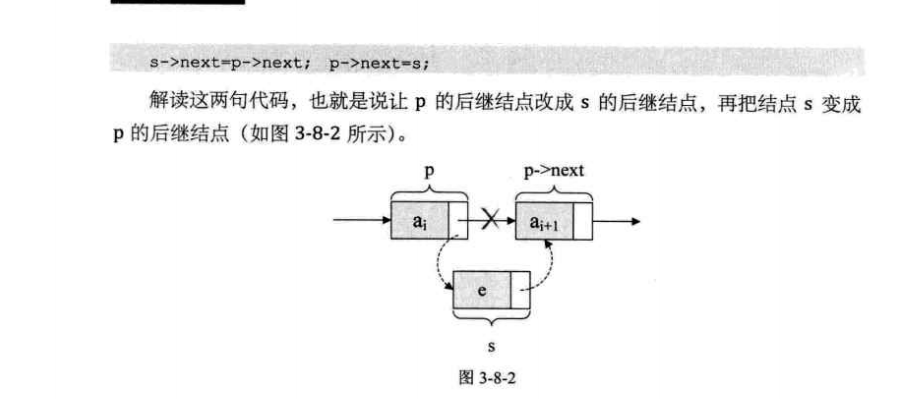 s->next=p->next; p->next=s;
解读这两句代码，也就是说让 p 的后继结点改成 s 的后继结点，再把结点 s 变成
p 的后继结点（如图 3-8-2 所示）。
p p->next
aᵢ aᵢ₊₁
e
s
图 3-8-2